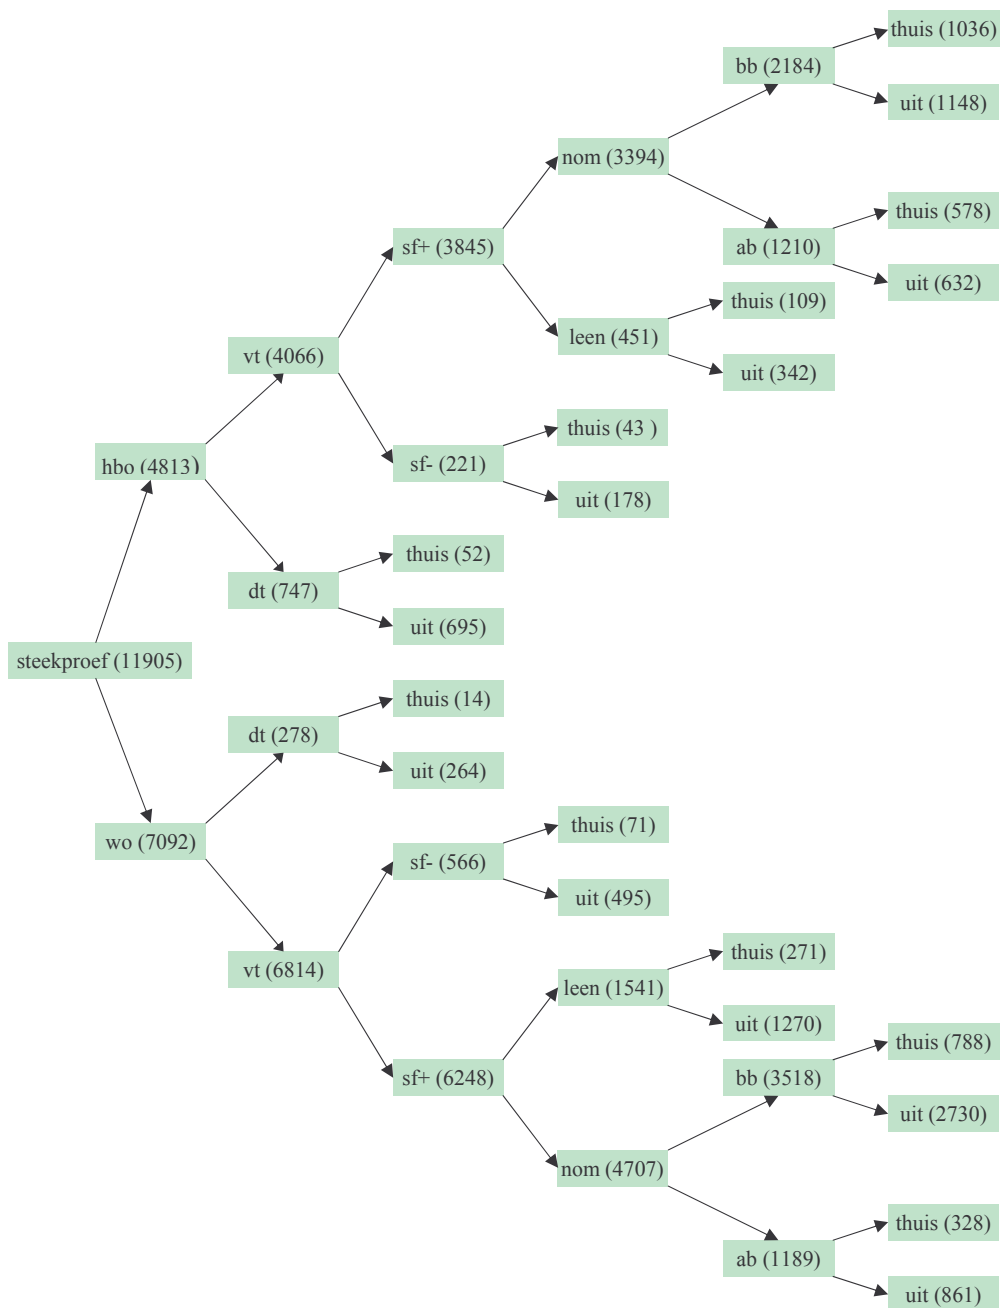 thuis (1036)
bb (2184)
uit (1148)
nom (3394)
thuis (578)
sf+ (3845)
ab (1210)
uit (632)
thuis (109)
leen (451)
vt (4066)
uit (342)
thuis (43 )
hbo (4813)
sf- (221)
uit (178)
thuis (52)
dt (747)
uit (695)
steekproef (11905)
thuis (14)
dt (278)
uit (264)
thuis (71)
wo (7092)
sf- (566)
uit (495)
thuis (271)
vt (6814)
leen (1541)
uit (1270)
thuis (788)
sf+ (6248)
bb (3518)
uit (2730)
nom (4707)
thuis (328)
ab (1189)
uit (861)